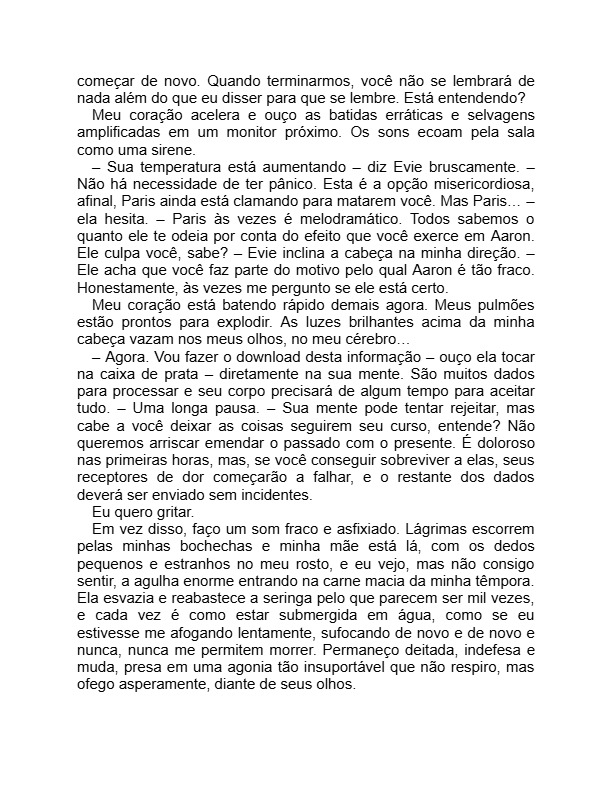 começar de novo. Quando terminarmos, você não se lembrará de
nada além do que eu disser para que se lembre. Está entendendo?
Meu coração acelera e ouço as batidas erráticas e selvagens
amplificadas em um monitor próximo. Os sons ecoam pela sala
como uma sirene.
– Sua temperatura está aumentando – diz Evie bruscamente. –
Não há necessidade de ter pânico. Esta é a opção misericordiosa,
afinal, Paris ainda está clamando para matarem você. Mas Paris… –
ela hesita. – Paris às vezes é melodramático. Todos sabemos o
quanto ele te odeia por conta do efeito que você exerce em Aaron.
Ele culpa você, sabe? – Evie inclina a cabeça na minha direção. –
Ele acha que você faz parte do motivo pelo qual Aaron é tão fraco.
Honestamente, às vezes me pergunto se ele está certo.
Meu coração está batendo rápido demais agora. Meus pulmões
estão prontos para explodir. As luzes brilhantes acima da minha
cabeça vazam nos meus olhos, no meu cérebro…
– Agora. Vou fazer o download desta informação – ouço ela tocar
na caixa de prata – diretamente na sua mente. São muitos dados
para processar e seu corpo precisará de algum tempo para aceitar
tudo. – Uma longa pausa. – Sua mente pode tentar rejeitar, mas
cabe a você deixar as coisas seguirem seu curso, entende? Não
queremos arriscar emendar o passado com o presente. É doloroso
nas primeiras horas, mas, se você conseguir sobreviver a elas, seus
receptores de dor começarão a falhar, e o restante dos dados
deverá ser enviado sem incidentes.
Eu quero gritar.
Em vez disso, faço um som fraco e asfixiado. Lágrimas escorrem
pelas minhas bochechas e minha mãe está lá, com os dedos
pequenos e estranhos no meu rosto, e eu vejo, mas não consigo
sentir, a agulha enorme entrando na carne macia da minha têmpora.
Ela esvazia e reabastece a seringa pelo que parecem ser mil vezes,
e cada vez é como estar submergida em água, como se eu
estivesse me afogando lentamente, sufocando de novo e de novo e
nunca, nunca me permitem morrer. Permaneço deitada, indefesa e
muda, presa em uma agonia tão insuportável que não respiro, mas
ofego asperamente, diante de seus olhos.